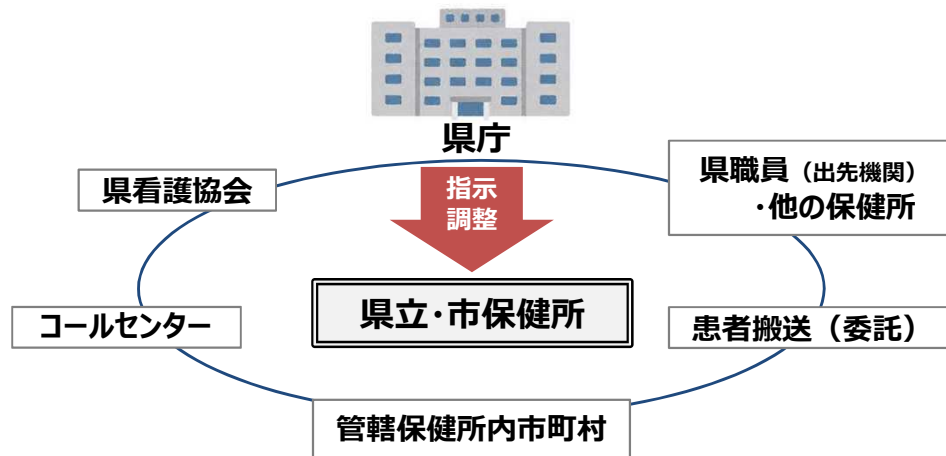 県庁
県看護協会
指示
調整
県職員（出先機関）
・他の保健所
コールセンター
県立・市保健所
患者搬送（委託）
管轄保健所内市町村